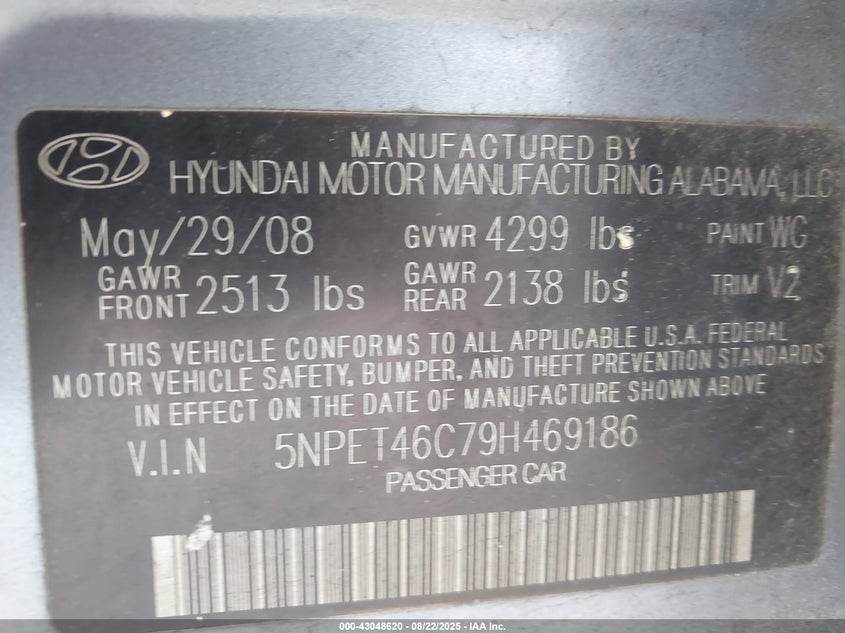 MANUFACTURED BY
HYUNDAI MOTOR MANUFACTURING ALABAMA, LLC
May/29/08 GVWR 4299 lbs PAINT WG
GAWR FRONT 2513 lbs GAWR REAR 2138 lbs TRIM V2
THIS VEHICLE CONFORMS TO ALL APPLICABLE U.S.A. FEDERAL
MOTOR VEHICLE SAFETY, BUMPER, AND THEFT PREVENTION STANDARDS
IN EFFECT ON THE DATE OF MANUFACTURE SHOWN ABOVE
V.I.N 5NPET46C79H469186
PASSENGER CAR
000-43048620 - 08/22/2025 - IAA Inc.